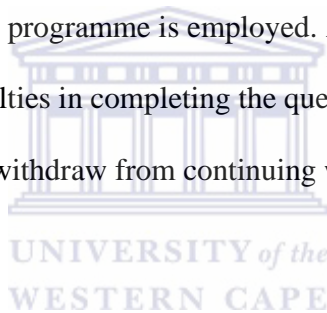 programme is employed.
lties in completing the que
withdraw from continuing
UNIVERSITY of the
WESTERN CAPE